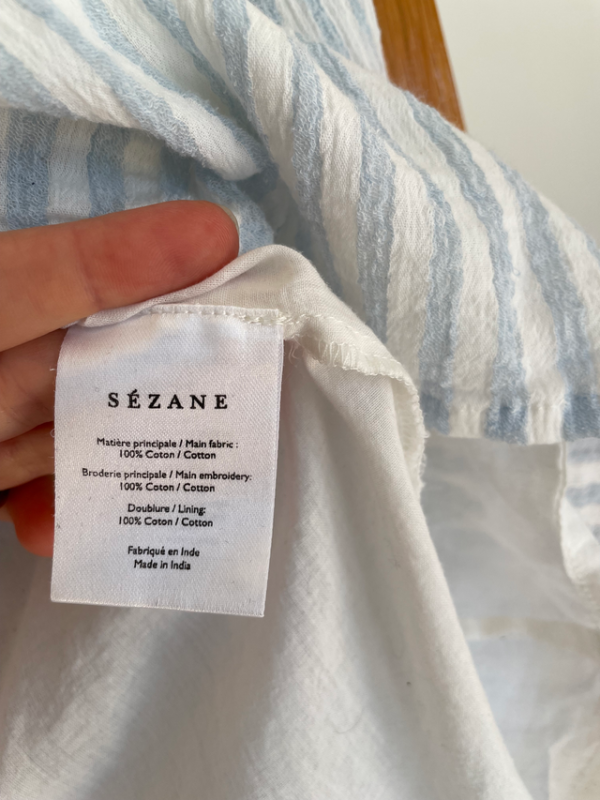 SÉZANE
Matière principale / Main fabric :
100% Coton / Cotton
Broderie principale / Main embroidery:
100% Coton / Cotton
Doublure / Lining:
100% Coton / Cotton
Fabriqué en Inde
Made in India